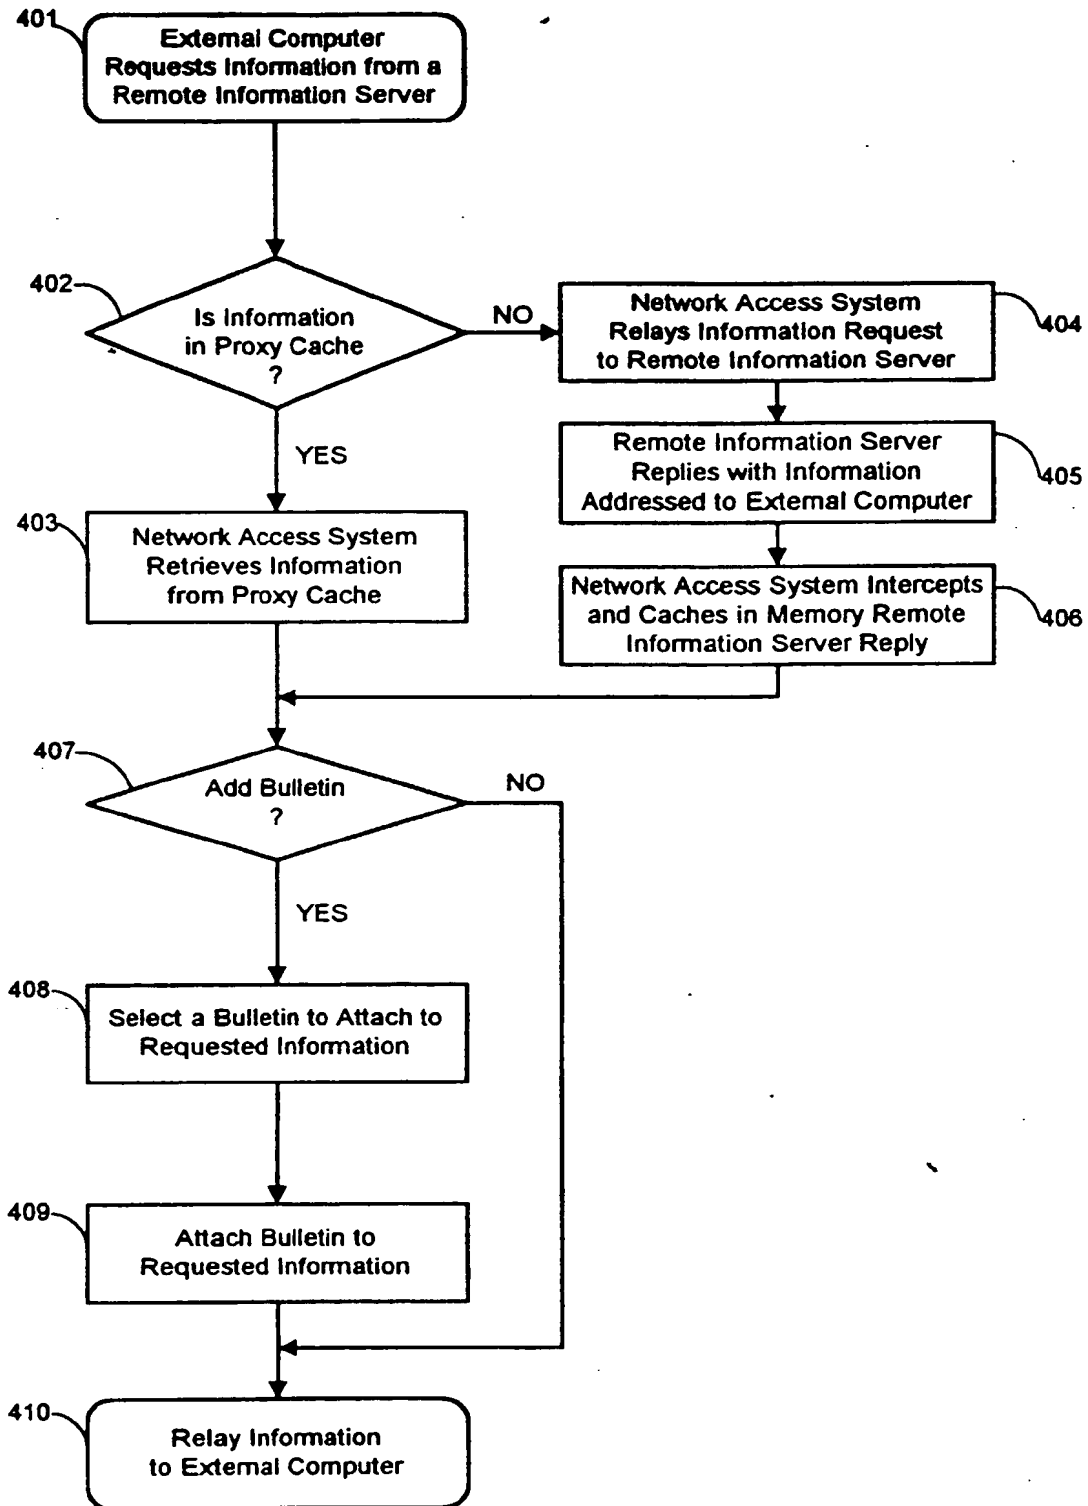 401
External Computer
Requests Information from a
Remote Information Server
402
Is Information
in Proxy Cache
?
NO
Network Access System
Relays Information Request
to Remote Information Server
404
YES
Remote Information Server
Replies with Information
Addressed to External Computer
405
403
Network Access System
Retrieves Information
from Proxy Cache
Network Access System Intercepts
and Caches in Memory Remote
Information Server Reply
406
407
Add Bulletin
?
NO
YES
408
Select a Bulletin to Attach to
Requested Information
409
Attach Bulletin to
Requested Information
410
Relay Information
to External Computer